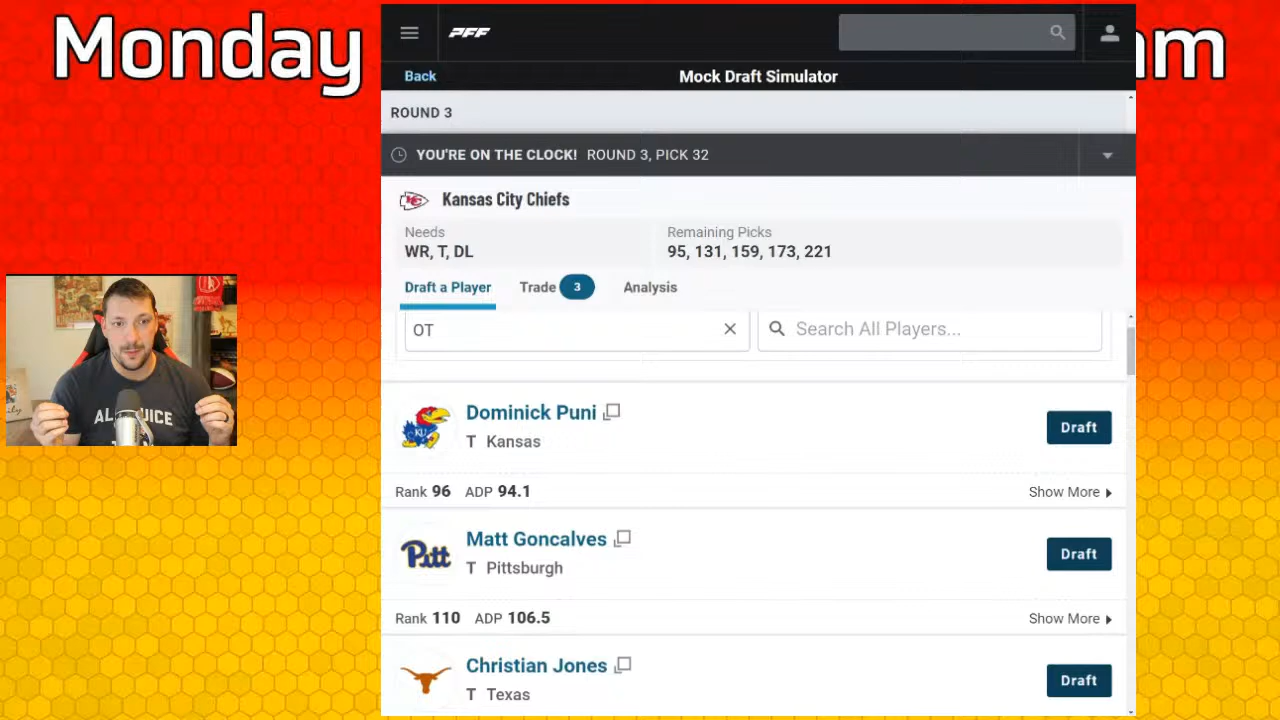 Monday
am
PFF
Back
Mock Draft Simulator
ROUND 3
YOU'RE ON THE CLOCK! ROUND 3, PICK 32
Kansas City Chiefs
Needs
WR, T, DL
Remaining Picks
95, 131, 159, 173, 221
Draft a Player
Trade 3
Analysis
OT
Search All Players...
KU
Dominick Puni
T Kansas
Draft
Rank 96 ADP 94.1
Show More
Pitt
Matt Goncalves
T Pittsburgh
Draft
Rank 110 ADP 106.5
Show More
Christian Jones
T Texas
Draft